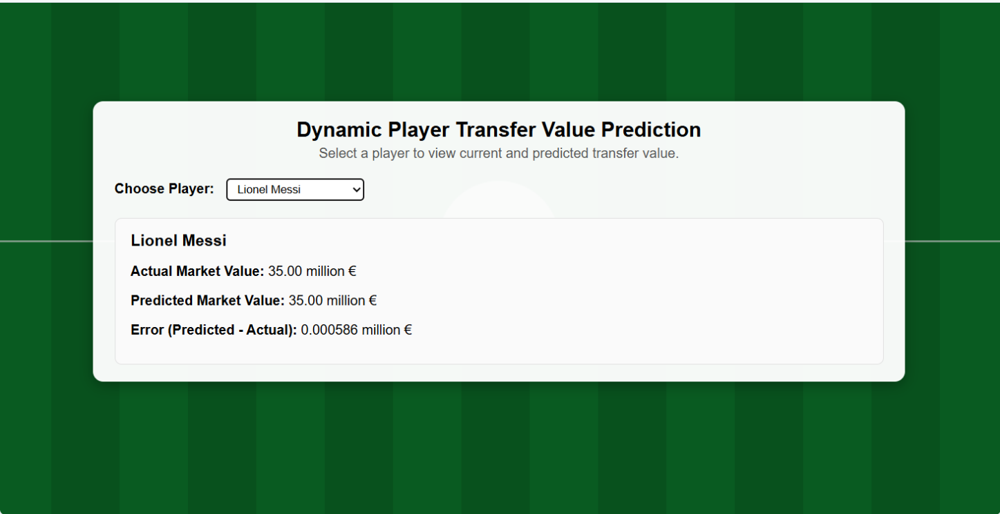 Dynamic Player Transfer Value Prediction
Select a player to view current and predicted transfer value.
Choose Player: Lionel Messi
Lionel Messi
Actual Market Value: 35.00 million €
Predicted Market Value: 35.00 million €
Error (Predicted - Actual): 0.000586 million €